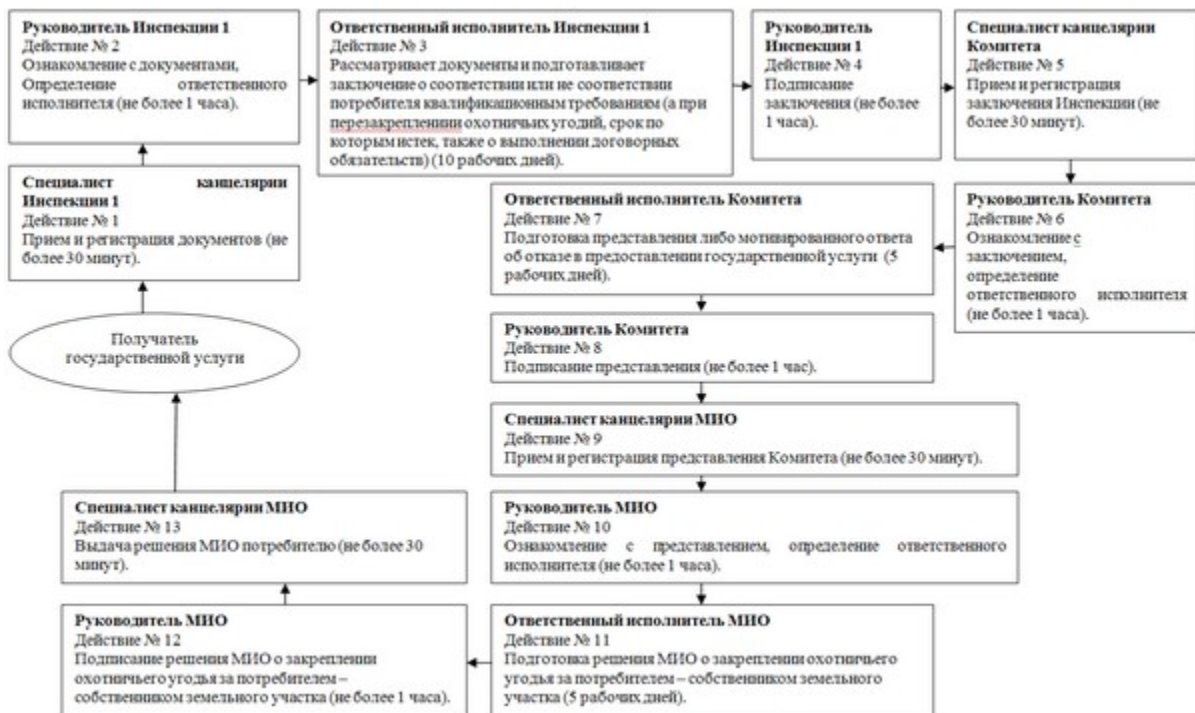 Руководитель Инспекции 1
Действие № 2
Ознакомление с документами,
Определение ответственного
исполнителя (не более 1 часа).
Ответственный исполнитель Инспекции 1
Действие № 3
Рассматривает документы и подготавливает
заключение о соответствии или не соответствии
потребителя квалификационным требованиям (а при
перезакреплениии охотничьих угодий, срок по
которым истек, также о выполнении договорных
обязательств) (10 рабочих дней).
Руководитель
Инспекции 1
Действие № 4
Подписание
заключения (не более
1 часа).
Специалист канцелярии
Комитета
Действие № 5
Прием и регистрация
заключения Инспекции (не
более 30 минут).
Специалист канцелярии
Инспекции 1
Действие № 1
Прием и регистрация документов (не
более 30 минут).
Ответственный исполнитель Комитета
Действие № 7
Подготовка представления либо мотивированного ответа
об отказе в предоставлении государственной услуги (5
рабочих дней).
Руководитель Комитета
Действие № 6
Ознакомление с
заключением,
определение
ответственного исполнителя
(не более 1 часа).
Получатель
государственной услуги
Руководитель Комитета
Действие № 8
Подписание представления (не более 1 час).
Специалист канцелярии МИО
Действие № 9
Прием и регистрация представления Комитета (не более 30 минут).
Специалист канцелярии МИО
Действие № 13
Выдача решения МИО потребителю (не более 30
минут).
Руководитель МИО
Действие № 10
Ознакомление с представлением, определение ответственного
исполнителя (не более 1 часа).
Руководитель МИО
Действие № 12
Подписание решения МИО о закреплении
охотничьего угодья за потребителем –
собственником земельного участка (не более 1 часа).
Ответственный исполнитель МИО
Действие № 11
Подготовка решения МИО о закреплении охотничьего
угодья за потребителем – собственником земельного
участка (5 рабочих дней).